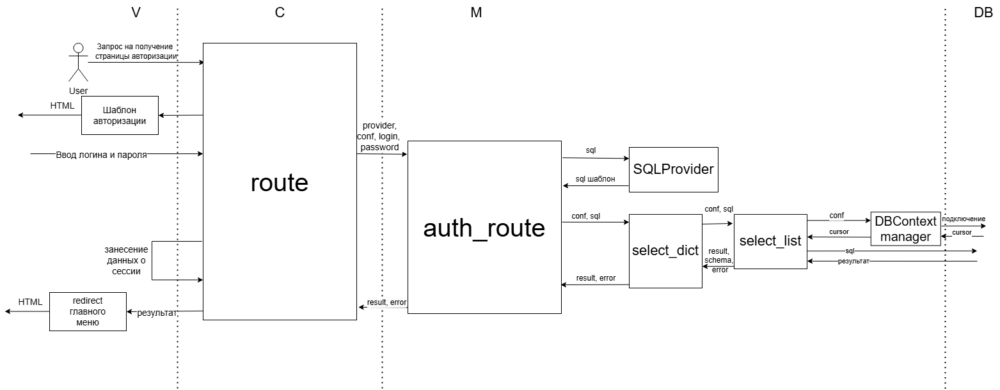 V
C
M
DB
Запрос на получение
страницы авторизации
User
HTML
Шаблон
авторизации
Ввод логина и пароля
route
provider,
conf, login,
password
auth_route
sql
SQLProvider
sql шаблон
conf, sql
select_dict
conf, sql
select_list
conf
DBContext
manager
подключение
cursor
cursor
sql
результат
result,
schema,
error
result, error
result, error
занесение
данных о
сессии
HTML
redirect
главного
меню
результат